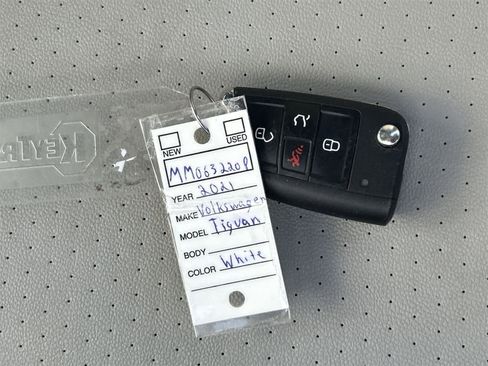 KEYTR
NEW USED
MM063220P
YEAR 2021
MAKE Volkswagen
MODEL Tiguan
BODY
COLOR White